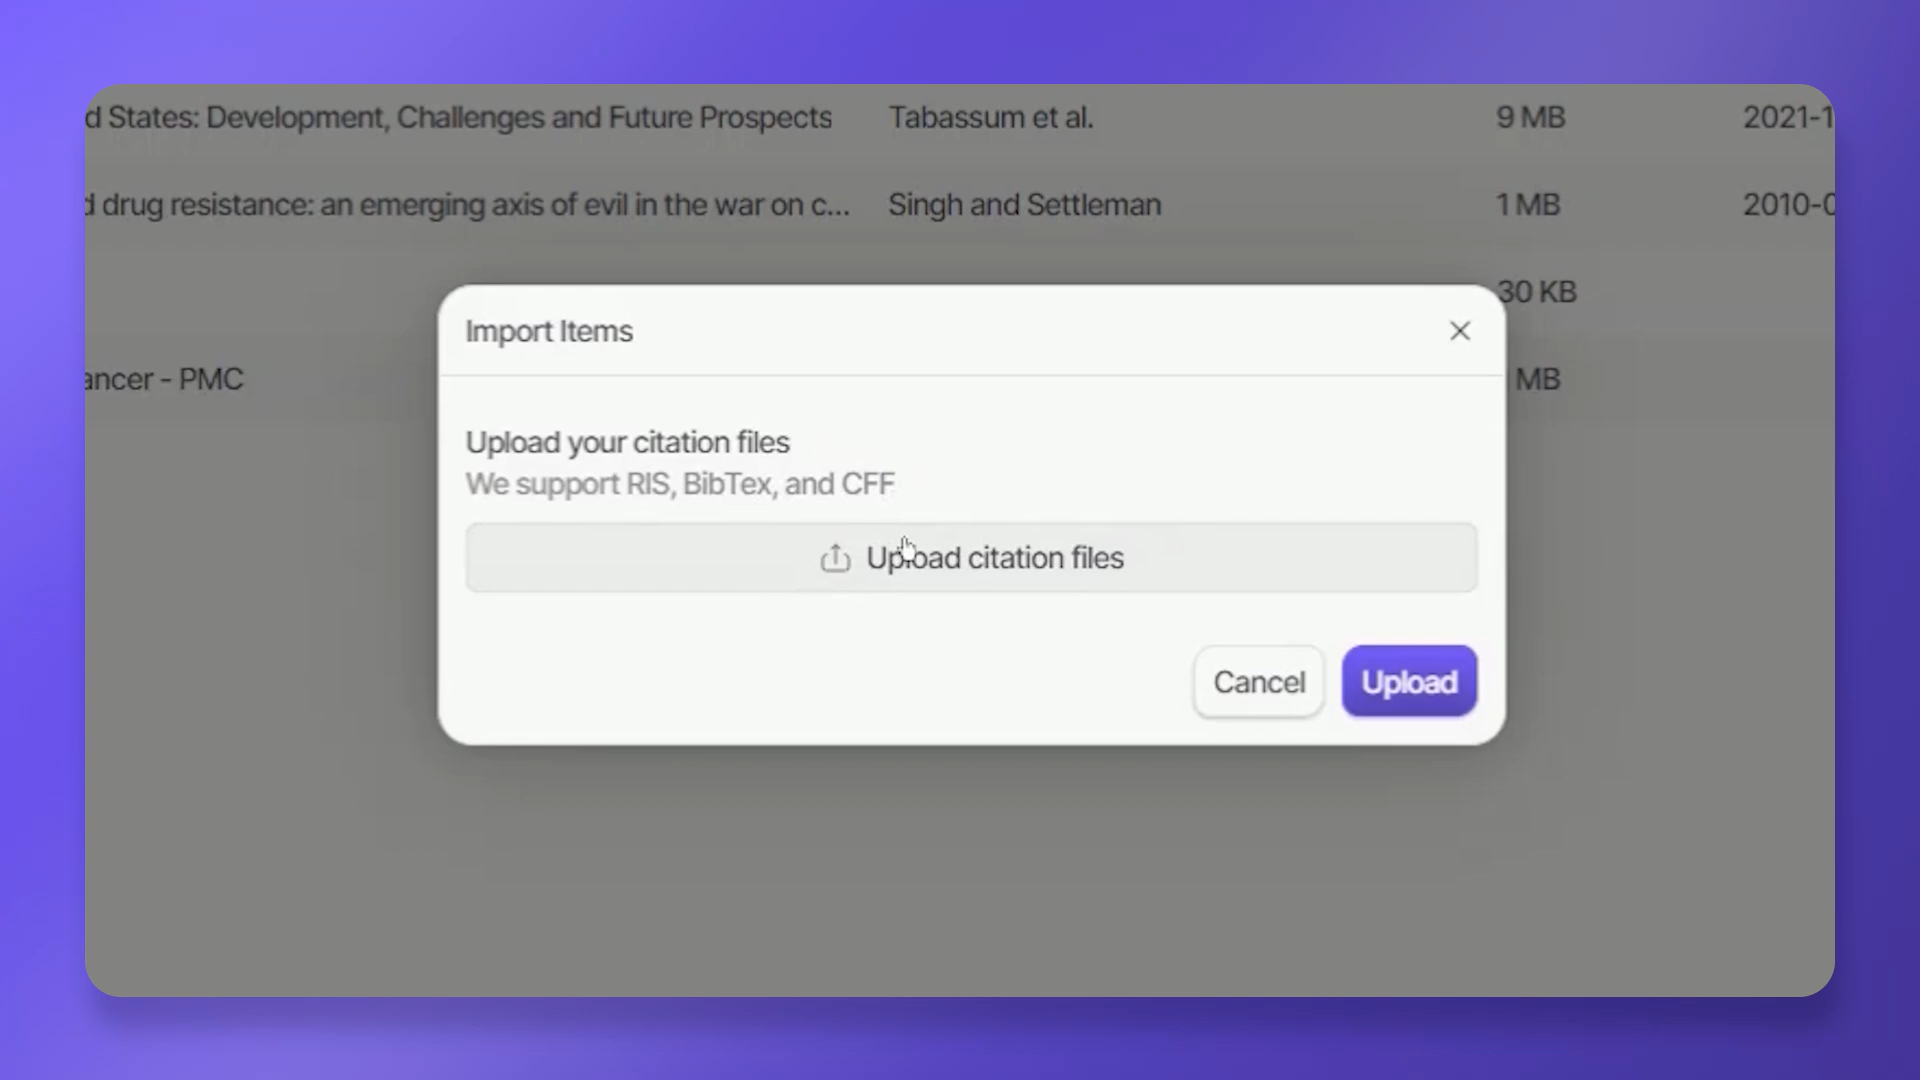 d States: Development, Challenges and Future Prospects Tabassum et al. 9 MB 2021-1
d drug resistance: an emerging axis of evil in the war on c... Singh and Settleman 1 MB 2010-0
30 KB
ancer - PMC MB
Import Items
Upload your citation files
We support RIS, BibTex, and CFF
Upload citation files
Cancel Upload